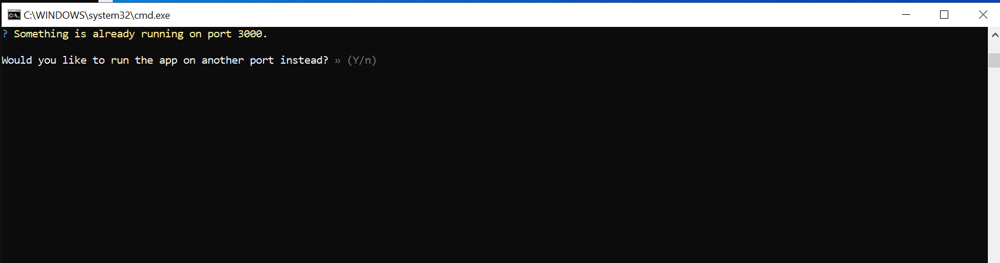 C:\WINDOWS\system32\cmd.exe
? Something is already running on port 3000.
Would you like to run the app on another port instead? » (Y/n)